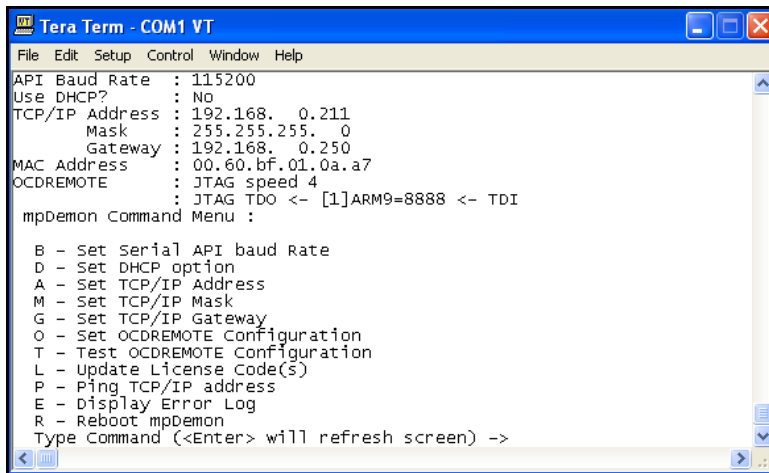 Tera Term - COM1 VT
File Edit Setup Control Window Help
API Baud Rate : 115200
Use DHCP? : No
TCP/IP Address : 192.168. 0.211
Mask : 255.255.255. 0
Gateway : 192.168. 0.250
MAC Address : 00.60.bf.01.0a.a7
OCDREMOTE : JTAG speed 4
: JTAG TDO <- [1]ARM9=8888 <- TDI
mpDemon Command Menu :
B - Set Serial API baud Rate
D - Set DHCP option
A - Set TCP/IP Address
M - Set TCP/IP Mask
G - Set TCP/IP Gateway
O - Set OCDREMOTE Configuration
T - Test OCDREMOTE Configuration
L - Update License Code(s)
P - Ping TCP/IP address
E - Display Error Log
R - Reboot mpDemon
Type Command (<Enter> will refresh screen) ->